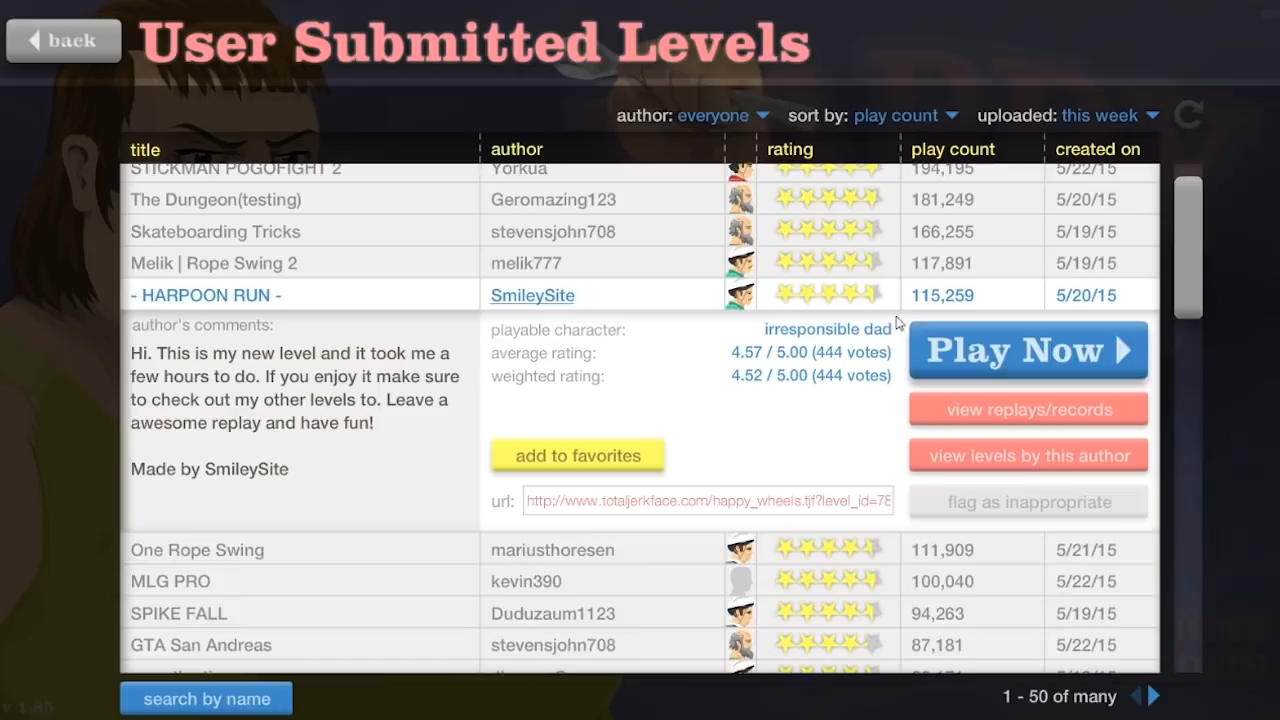 back
User Submitted Levels
author: everyone sort by: play count uploaded: this week
title author rating play count created on
STICKMAN POGOFIGHT 2 Yorkua 194,195 5/22/15
The Dungeon(testing) Geromazing123 181,249 5/20/15
Skateboarding Tricks stevensjohn708 166,255 5/19/15
Melik | Rope Swing 2 melik777 117,891 5/19/15
- HARPOON RUN - SmileySite 115,259 5/20/15
author's comments:
Hi. This is my new level and it took me a
few hours to do. If you enjoy it make sure
to check out my other levels to. Leave a
awesome replay and have fun!
Made by SmileySite
playable character: irresponsible dad
average rating: 4.57 / 5.00 (444 votes)
weighted rating: 4.52 / 5.00 (444 votes)
add to favorites
url: http://www.totaljerkface.com/happy_wheels.tjf?level_id=78
Play Now
view replays/records
view levels by this author
flag as inappropriate
One Rope Swing mariusthoresen 111,909 5/21/15
MLG PRO kevin390 100,040 5/22/15
SPIKE FALL Duduzaum1123 94,263 5/19/15
GTA San Andreas stevensjohn708 87,181 5/22/15
search by name
1 - 50 of many
v 1.85